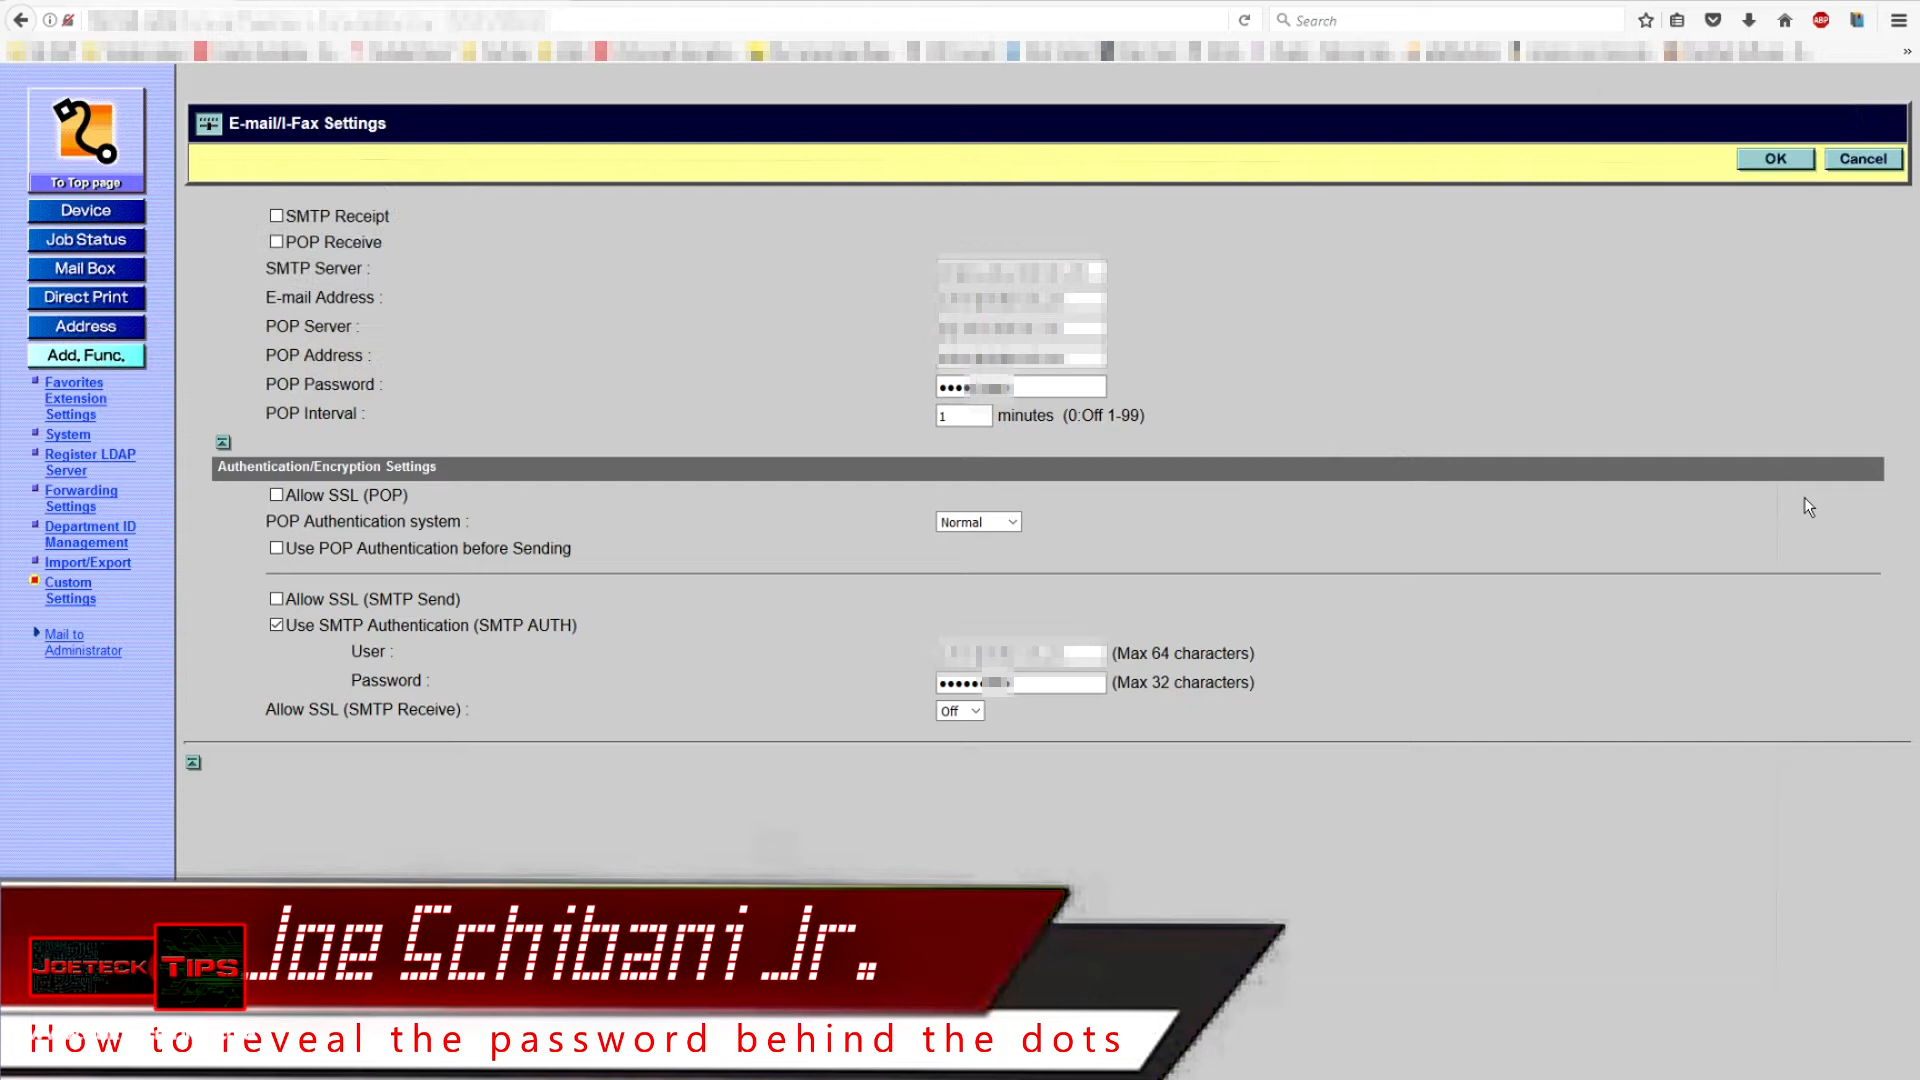 Search
ABP
E-mail/I-Fax Settings
OK
Cancel
To Top page
Device
Job Status
Mail Box
Direct Print
Address
Add. Func.
Favorites
Extension
Settings
System
Register LDAP
Server
Forwarding
Settings
Department ID
Management
Import/Export
Custom
Settings
Mail to
Administrator
SMTP Receipt
POP Receive
SMTP Server :
E-mail Address :
POP Server :
POP Address :
POP Password :
POP Interval :
1 minutes (0:Off 1-99)
Authentication/Encryption Settings
Allow SSL (POP)
POP Authentication system : Normal
Use POP Authentication before Sending
Allow SSL (SMTP Send)
Use SMTP Authentication (SMTP AUTH)
User : (Max 64 characters)
Password : (Max 32 characters)
Allow SSL (SMTP Receive) : Off
JOETECK TIPS
Joe Schibani Jr.
How to reveal the password behind the dots